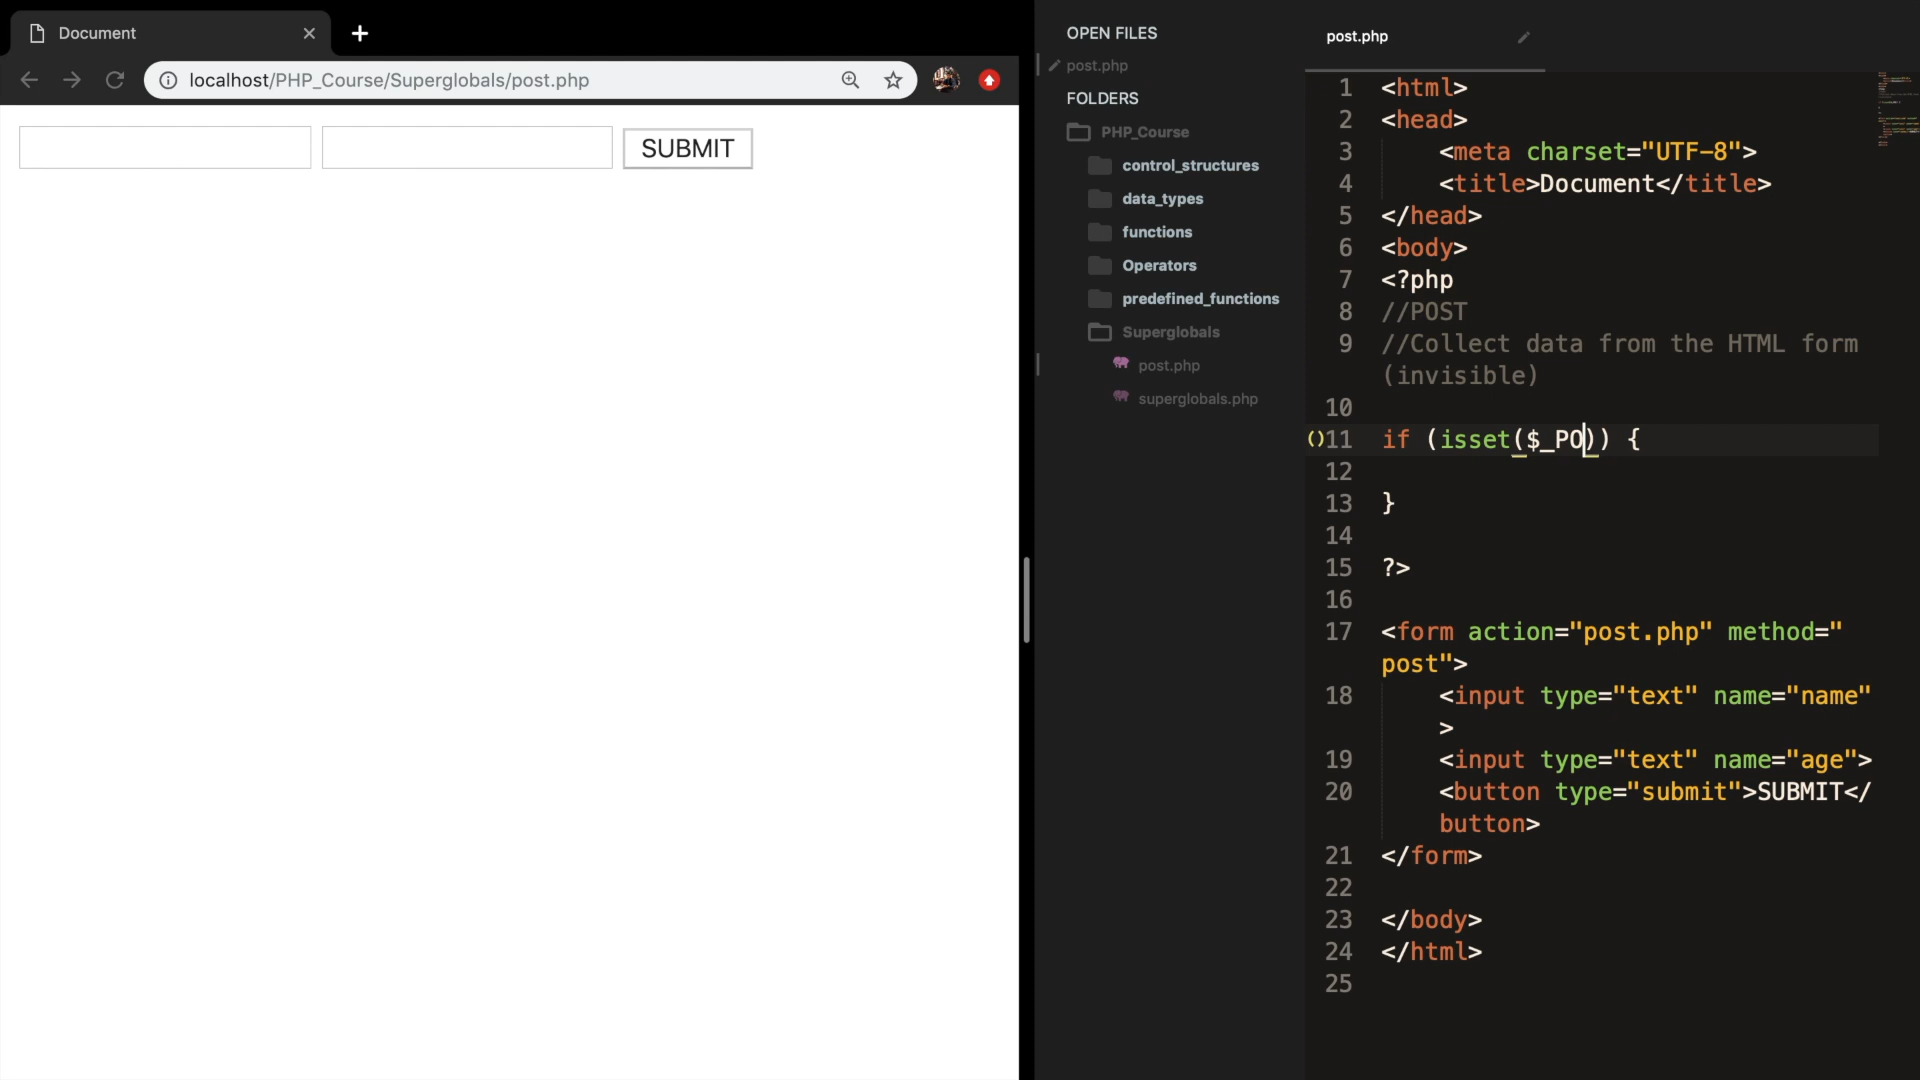 Document
localhost/PHP_Course/Superglobals/post.php
SUBMIT
OPEN FILES
post.php
FOLDERS
PHP_Course
control_structures
data_types
functions
Operators
predefined_functions
Superglobals
post.php
superglobals.php
post.php
1 <html>
2 <head>
3 <meta charset="UTF-8">
4 <title>Document</title>
5 </head>
6 <body>
7 <?php
8 //POST
9 //Collect data from the HTML form
(invisible)
10
()11 if (isset($_PO)) {
12
13 }
14
15 ?>
16
17 <form action="post.php" method="
post">
18 <input type="text" name="name"
>
19 <input type="text" name="age">
20 <button type="submit">SUBMIT</
button>
21 </form>
22
23 </body>
24 </html>
25